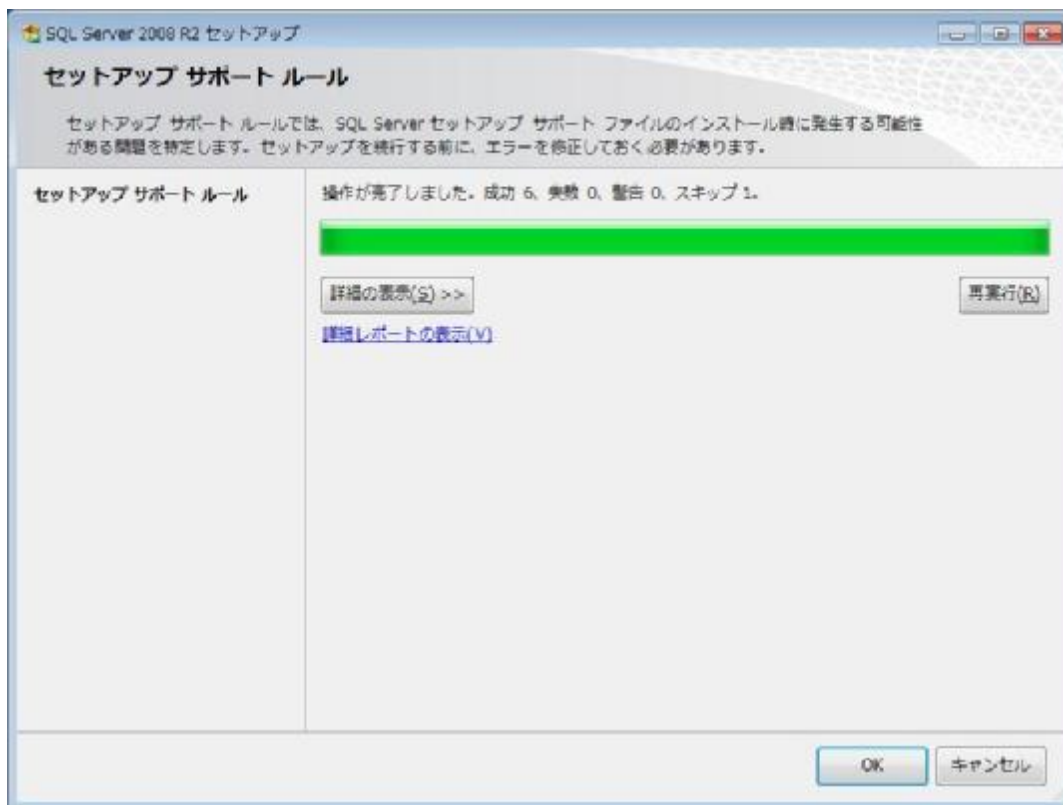 SQL Server 2008 R2 セットアップ
セットアップ サポート ルール
セットアップ サポート ルールでは、SQL Server セットアップ サポート ファイルのインストール時に発生する可能性
がある問題を特定します。セットアップを続行する前に、エラーを修正しておく必要があります。
セットアップ サポート ルール
操作が完了しました。成功 6、失敗 0、警告 0、スキップ 1。
詳細の表示(S) >>
再実行(R)
詳細レポートの表示(V)
OK
キャンセル